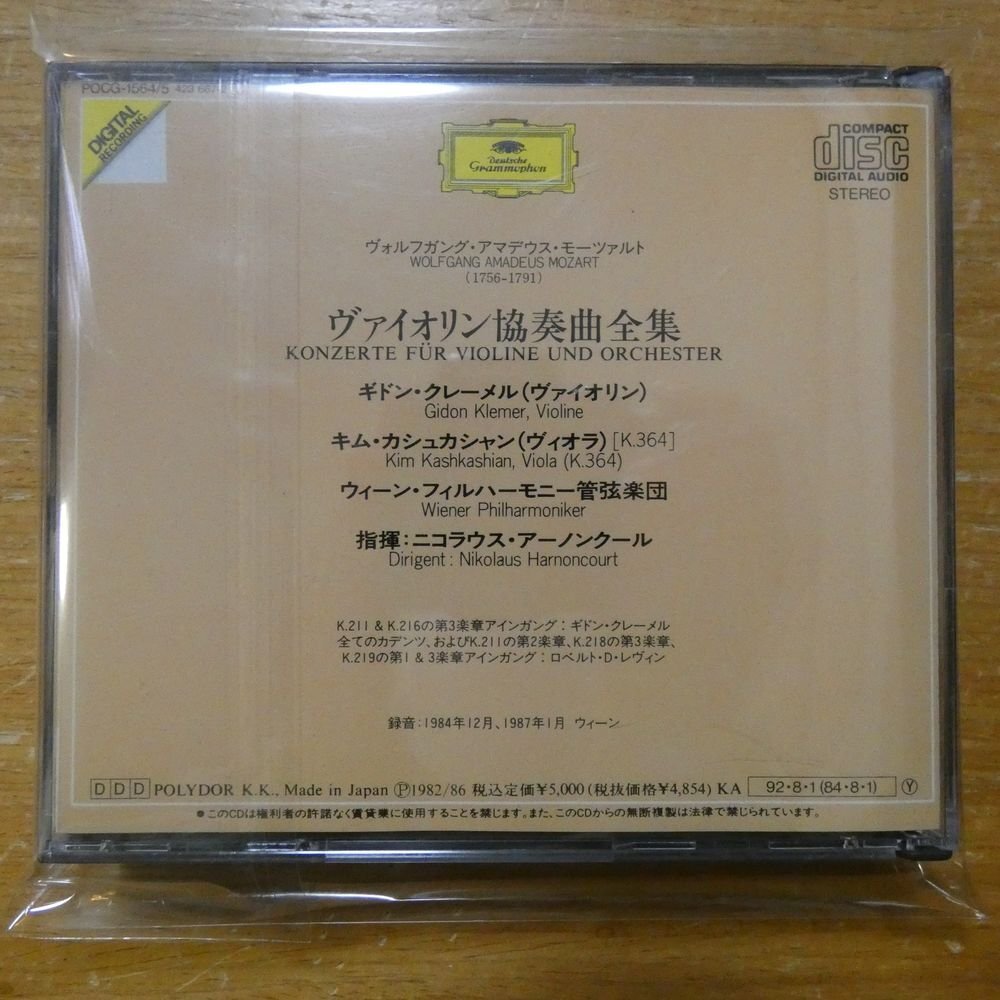 POCG-1564/5
DIGITAL
RECORDING
Deutsche
Grammophon
COMPACT
disc
DIGITAL AUDIO
STEREO
ヴォルフガング・アマデウス・モーツァルト
WOLFGANG AMADEUS MOZART
(1756-1791)
ヴァイオリン協奏曲全集
KONZERTE FÜR VIOLINE UND ORCHESTER
ギドン・クレーメル(ヴァイオリン)
Gidon Klemer, Violine
キム・カシュカシャン(ヴィオラ)[K.364]
Kim Kashkashian, Viola (K.364)
ウィーン・フィルハーモニー管弦楽団
Wiener Philharmoniker
指揮:ニコラウス・アーノンクール
Dirigent : Nikolaus Harnoncourt
K.211 & K.216の第3楽章アインガング:ギドン・クレーメル
全てのカデンツ、およびK.211の第2楽章、K.218の第3楽章、
K.219の第1 & 3楽章アインガング:ロベルト・D・レヴィン
録音:1984年12月、1987年1月 ウィーン
D D D POLYDOR K.K., Made in Japan Ⓟ1982/86 税込定価¥5,000(税抜価格¥4,854) KA 92・8・1(84・8・1) Ⓨ
●このCDは権利者の許諾なく賃貸業に使用することを禁じます。また、このCDからの無断複製は法律で禁じられています。